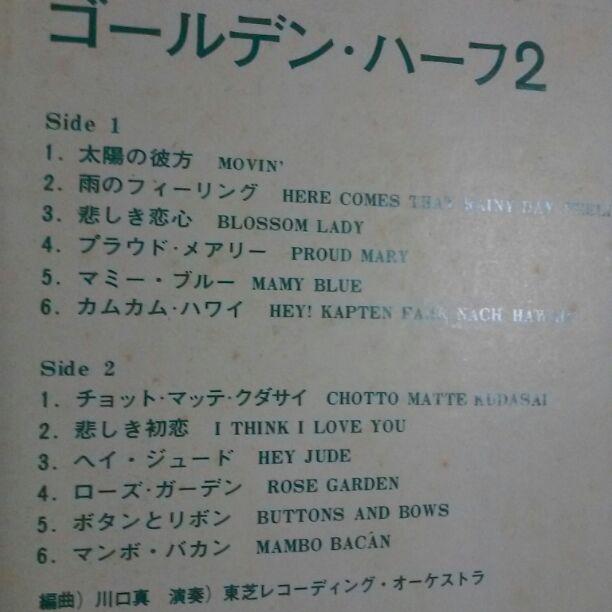 ゴールデン・ハーフ2
Side 1
1. 太陽の彼方 MOVIN'
2. 雨のフィーリング HERE COMES THAT RAINY DAY
3. 悲しき恋心 BLOSSOM LADY
4. プラウド・メアリー PROUD MARY
5. マミー・ブルー MAMY BLUE
6. カムカム・ハワイ HEY! KAPTEN NACH
Side 2
1. チョット・マッテ・クダサイ CHOTTO MATTE KUDASAI
2. 悲しき初恋 I THINK I LOVE YOU
3. ヘイ・ジュード HEY JUDE
4. ローズ・ガーデン ROSE GARDEN
5. ボタンとリボン BUTTONS AND BOWS
6. マンボ・バカン MAMBO BACÂN
編曲) 川口真 演奏) 東芝レコーディング・オーケストラ